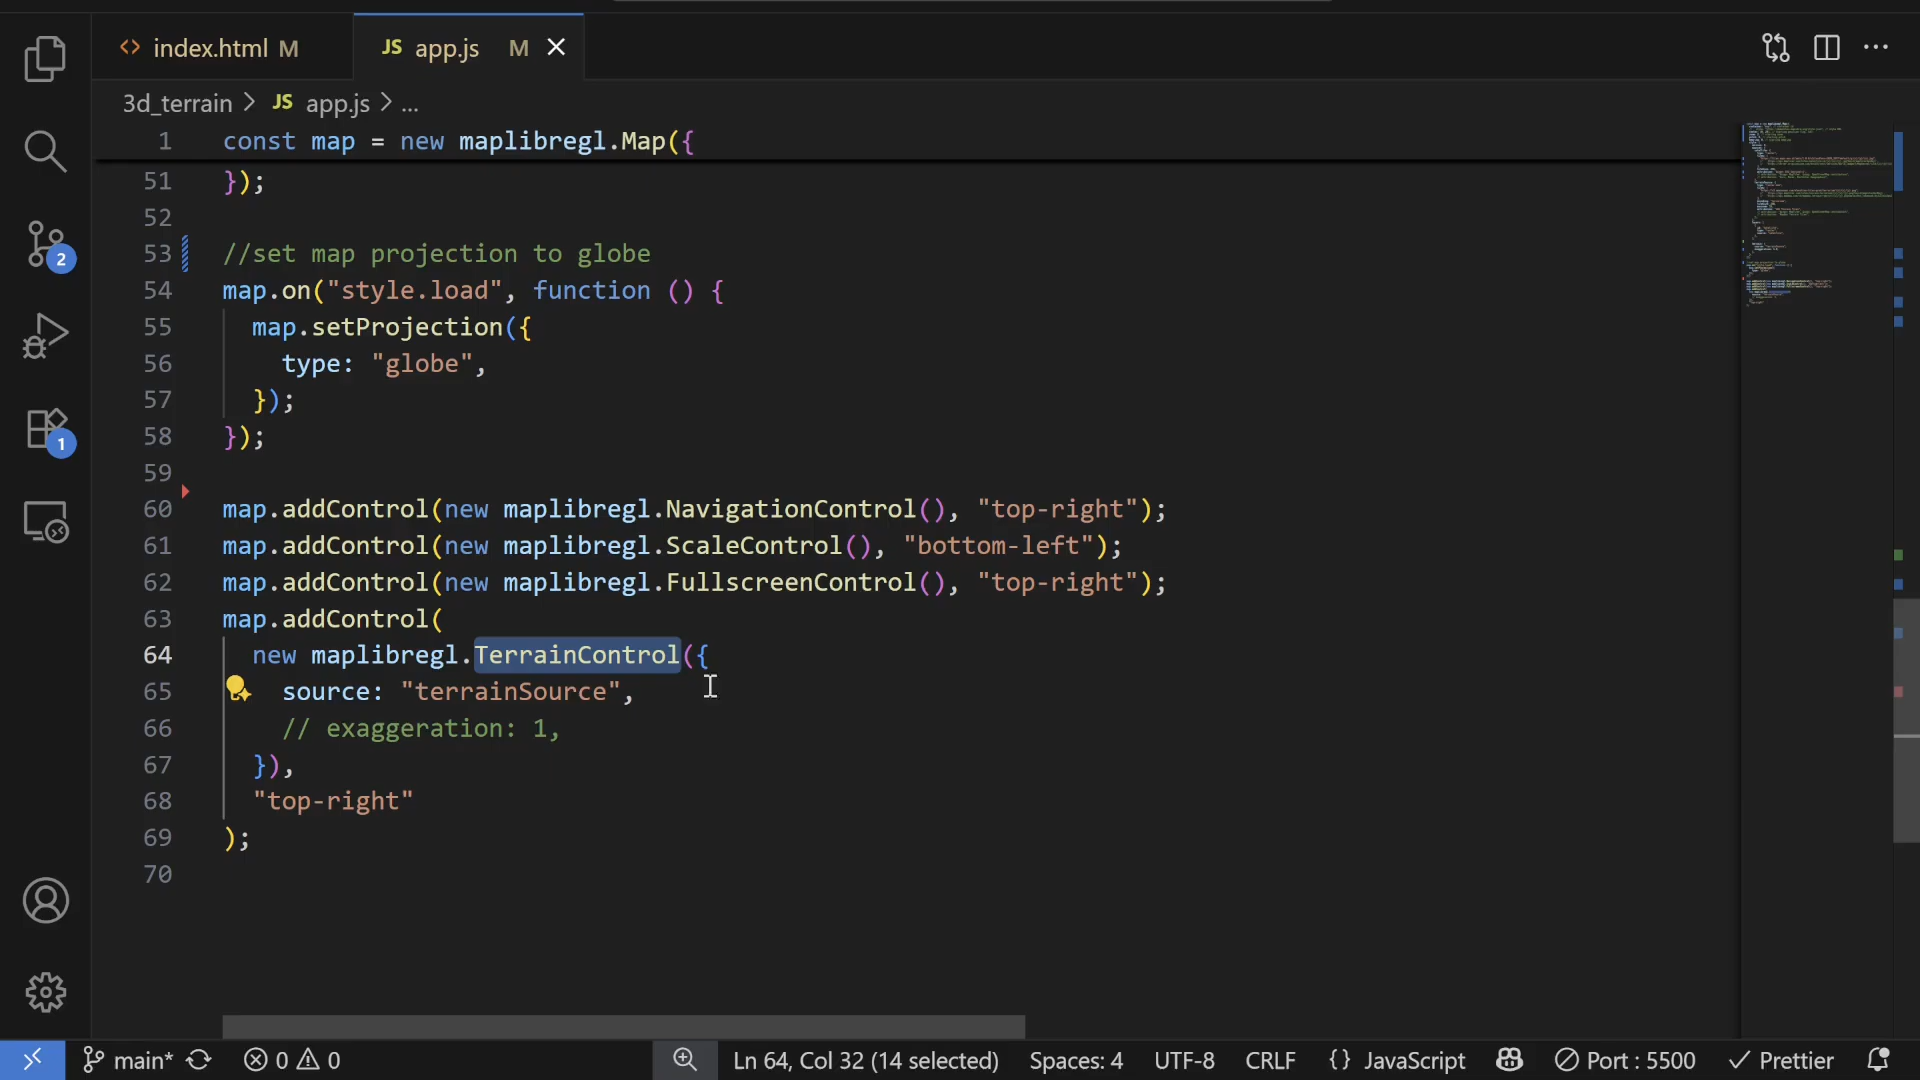 index.html M
JS app.js M
3d_terrain > JS app.js > ...
1 const map = new maplibregl.Map({
51 });
52
53 //set map projection to globe
54 map.on("style.load", function () {
55 map.setProjection({
56 type: "globe",
57 });
58 });
59
60 map.addControl(new maplibregl.NavigationControl(), "top-right");
61 map.addControl(new maplibregl.ScaleControl(), "bottom-left");
62 map.addControl(new maplibregl.FullscreenControl(), "top-right");
63 map.addControl(
64 new maplibregl.TerrainControl({
65 source: "terrainSource",
66 // exaggeration: 1,
67 }),
68 "top-right"
69 );
70
2
1
main* 0 0 Ln 64, Col 32 (14 selected) Spaces: 4 UTF-8 CRLF {} JavaScript Port : 5500 Prettier